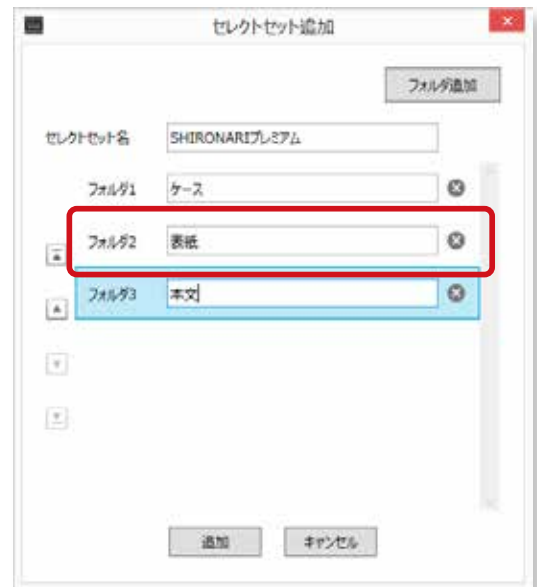 セレクトセット追加
フォルダ追加
セレクトセット名 SHIRONARIプレミアム
フォルダ1 ケース
フォルダ2 表紙
フォルダ3 本文
追加 キャンセル